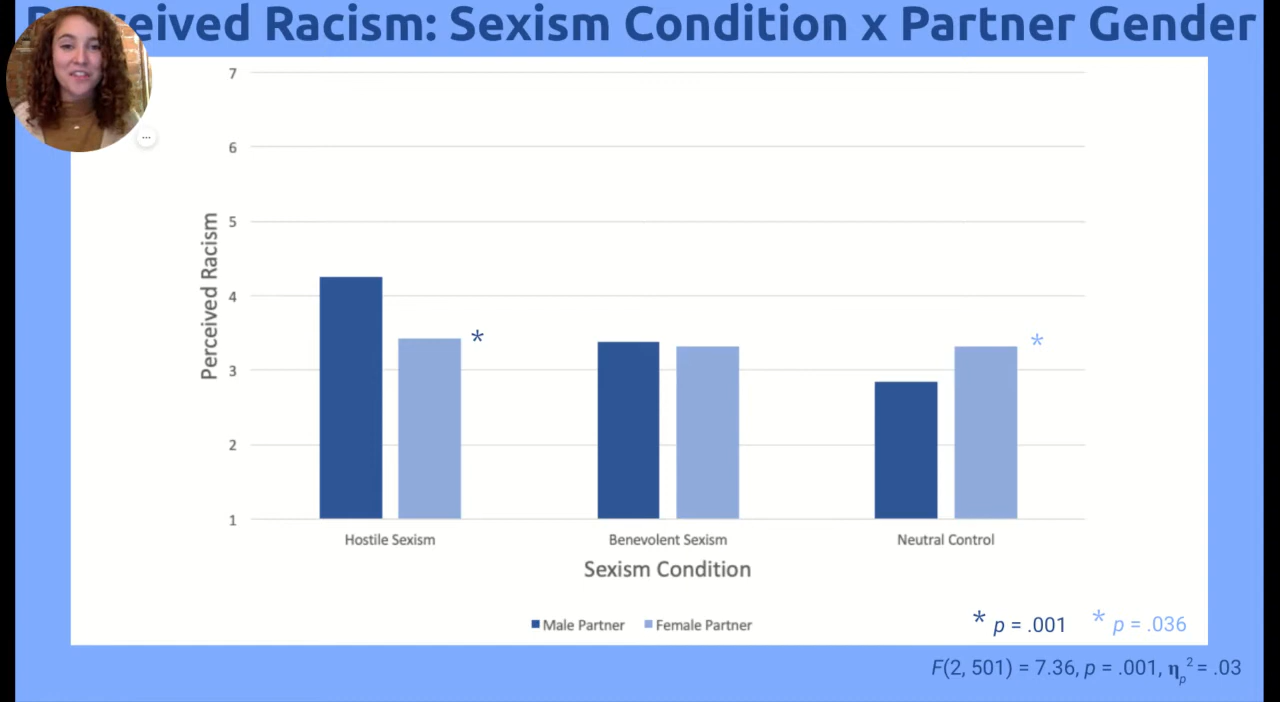 eived Racism: Sexism Condition x Partner Gender
7
6
5
4
3
2
1
Perceived Racism
Hostile Sexism
Benevolent Sexism
Neutral Control
Sexism Condition
Male Partner
Female Partner
*
*
* p = .001
* p = .036
F(2, 501) = 7.36, p = .001, ηp² = .03